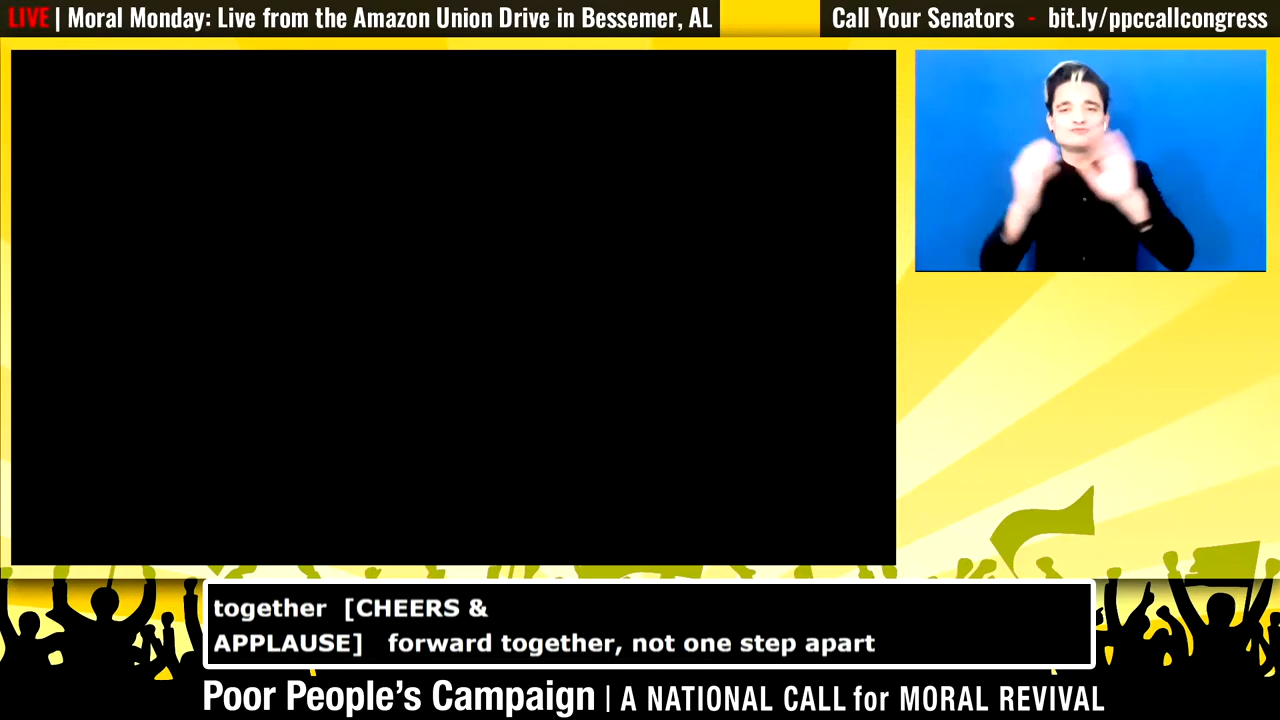 LIVE | Moral Monday: Live from the Amazon Union Drive in Bessemer, AL
Call Your Senators - bit.ly/ppccallcongress
together [CHEERS &
APPLAUSE] forward together, not one step apart
Poor People's Campaign | A NATIONAL CALL for MORAL REVIVAL